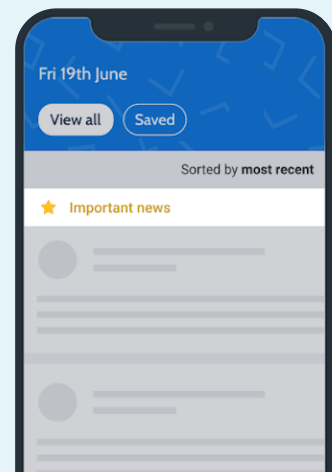 Fri 19th June
View all Saved
Sorted by most recent
Important news